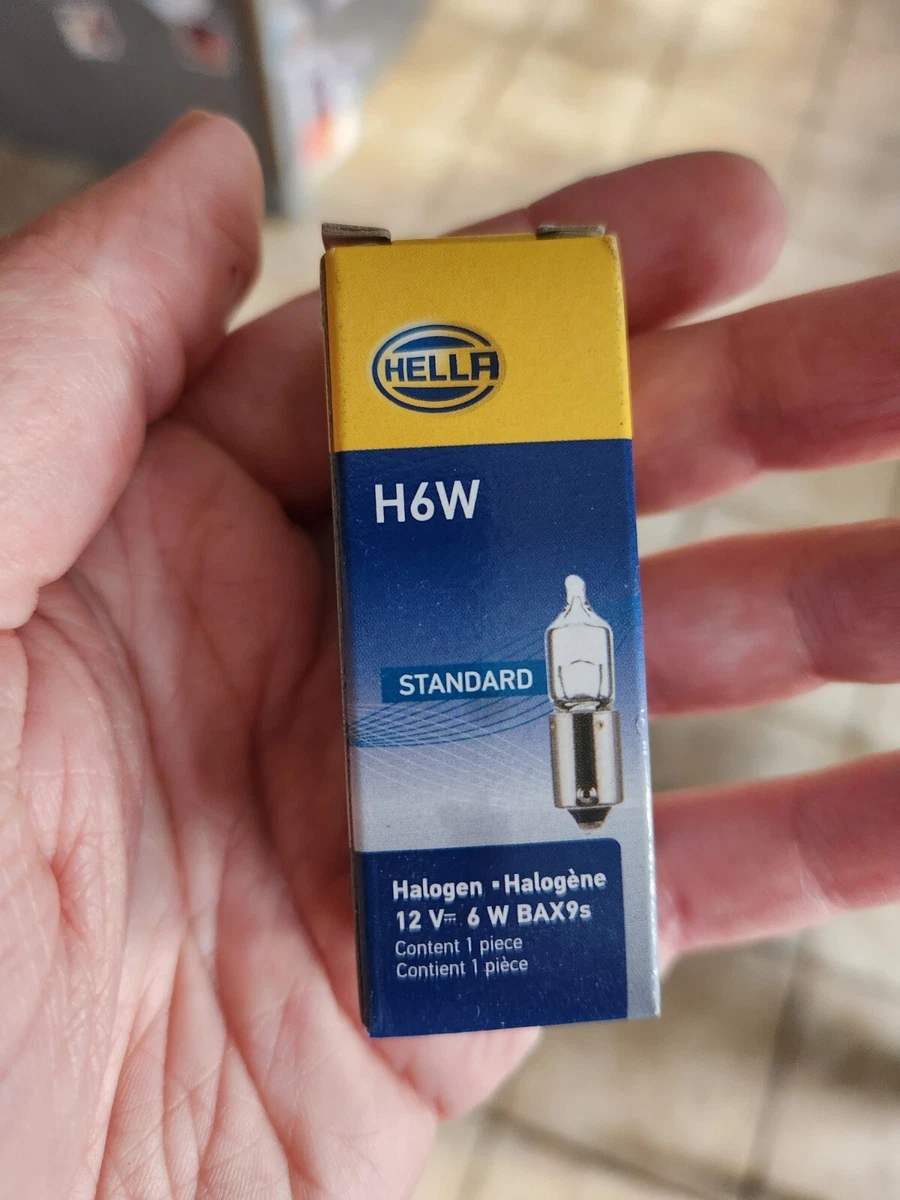 HELLA
H6W
STANDARD
Halogen ▪ Halogène
12 V⎓ 6 W BAX9s
Content 1 piece
Contient 1 pièce